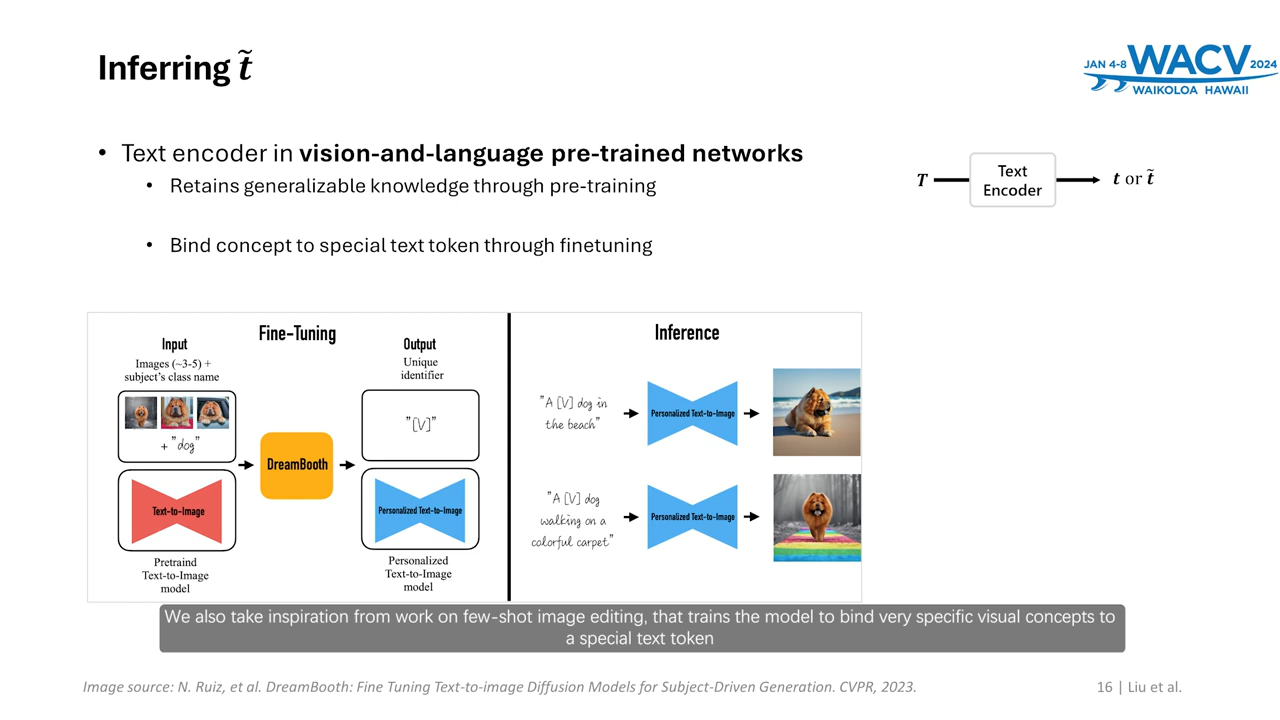 Inferring t̃
JAN 4-8 WACV 2024
WAIKOLOA HAWAII
• Text encoder in vision-and-language pre-trained networks
• Retains generalizable knowledge through pre-training
• Bind concept to special text token through finetuning
T
Text
Encoder
t or t̃
Fine-Tuning
Input
Images (~3-5) +
subject's class name
+ "dog"
Text-to-Image
Pretraind
Text-to-Image
model
DreamBooth
Output
Unique
identifier
"[V]"
Personalized Text-to-Image
Personalized
Text-to-Image
model
Inference
"A [V] dog in
the beach"
Personalized Text-to-Image
"A [V] dog
walking on a
colorful carpet"
Personalized Text-to-Image
We also take inspiration from work on few-shot image editing, that trains the model to bind very specific visual concepts to
a special text token
Image source: N. Ruiz, et al. DreamBooth: Fine Tuning Text-to-image Diffusion Models for Subject-Driven Generation. CVPR, 2023.
16 | Liu et al.